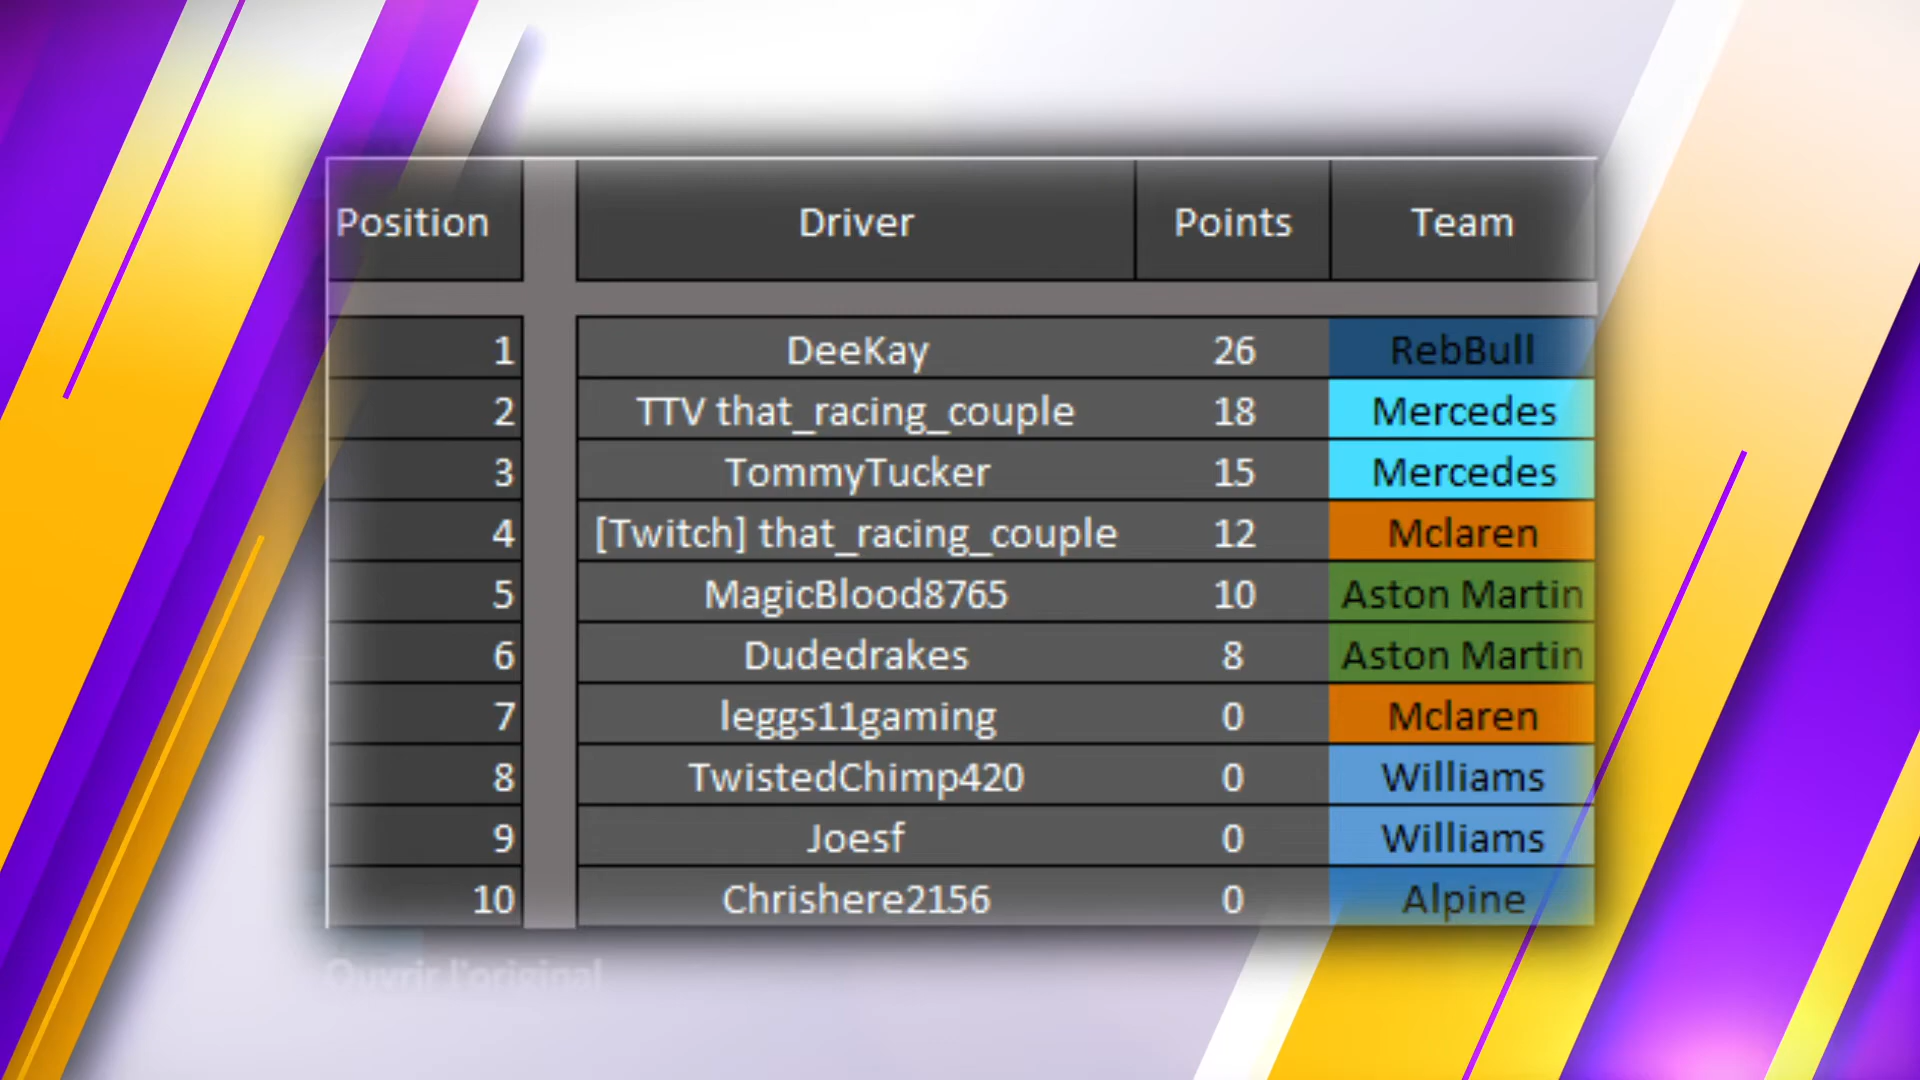 Position Driver Points Team
1 DeeKay 26 RebBull
2 TTV that_racing_couple 18 Mercedes
3 TommyTucker 15 Mercedes
4 [Twitch] that_racing_couple 12 Mclaren
5 MagicBlood8765 10 Aston Martin
6 Dudedrakes 8 Aston Martin
7 leggs11gaming 0 Mclaren
8 TwistedChimp420 0 Williams
9 Joesf 0 Williams
10 Chrishere2156 0 Alpine
Ouvrir l'original